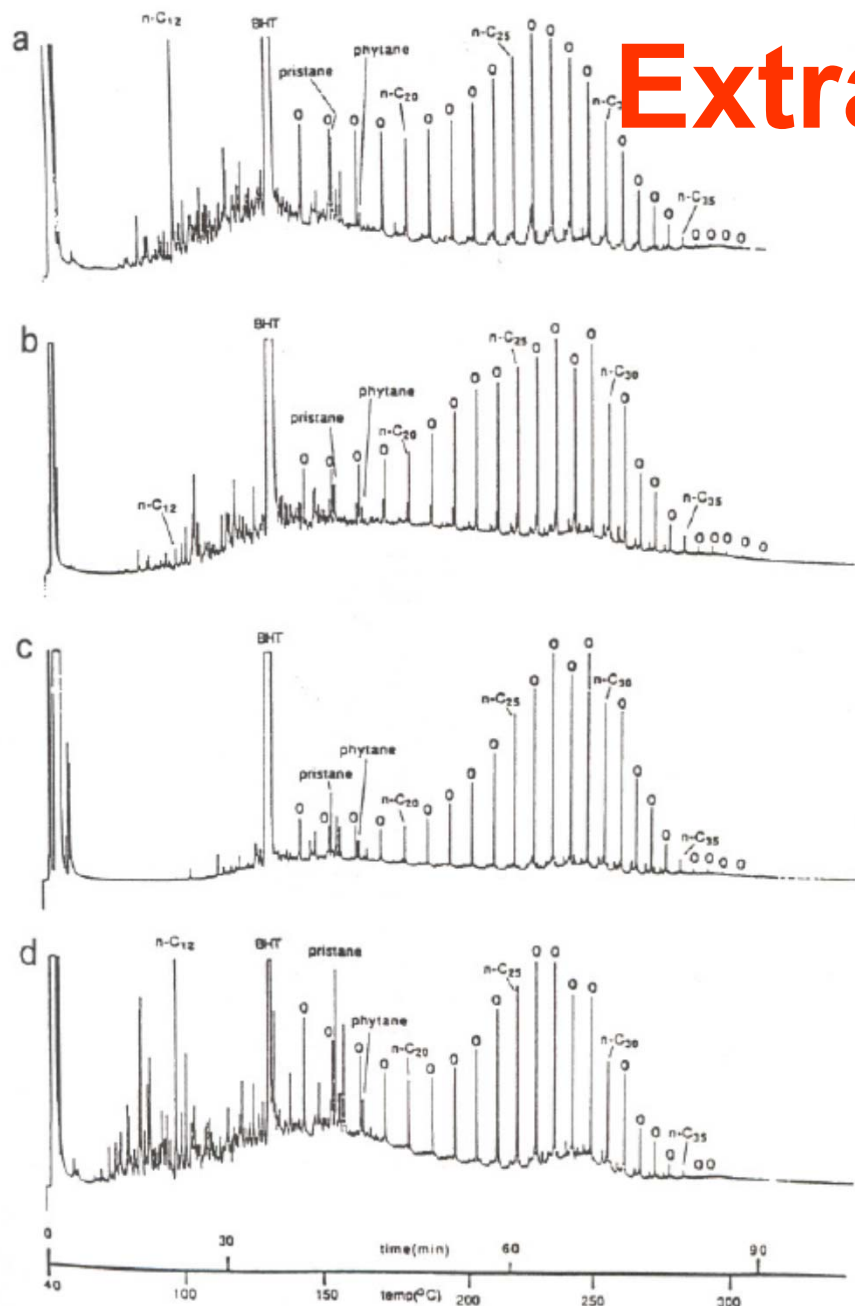 Extra
a
n-C12
BHT
pristane
phytane
O O O O
n-C20
O O O O
n-C25
O O O O
O O O O
n-C35
O O O O
b
n-C12
BHT
pristane
phytane
O O O O
n-C20
O O O O
n-C25
O O O O
n-C30
O O O O
n-C35
O O O O O
c
BHT
pristane
phytane
O O O O
n-C20
O O O O
n-C25
O O O O
n-C30
O O O O
n-C35
O O O O
d
n-C12
BHT
pristane
phytane
O O O O
n-C20
O O O O
n-C25
O O O O
n-C30
O O O O
n-C35
O O
0 30 time(min) 60 90
40 100 150 temp(°C) 200 250 300